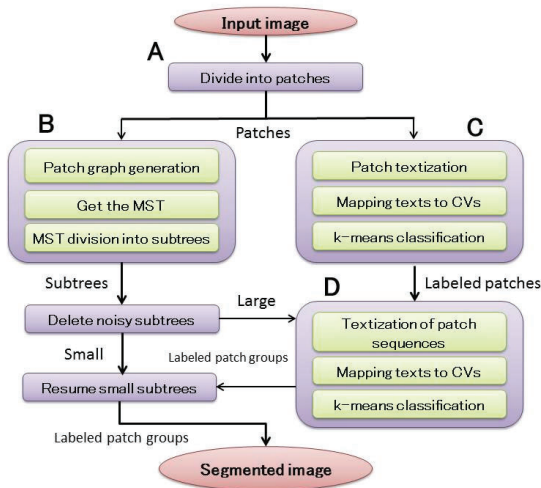 Input image
A
Divide into patches
B
Patches
C
Patch graph generation
Get the MST
MST division into subtrees
Patch textization
Mapping texts to CVs
k-means classification
Subtrees
Labeled patches
D
Delete noisy subtrees
Large
Textization of patch
sequences
Mapping texts to CVs
k-means classification
Small
Labeled patch groups
Resume small subtrees
Labeled patch groups
Segmented image